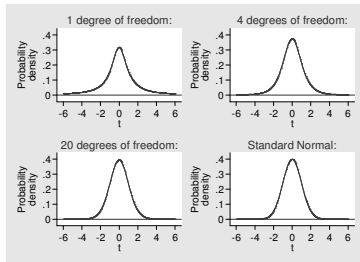 1 degree of freedom:
Probability
density
.4
.3
.2
.1
0
-6 -4 -2 0 2 4 6
t
4 degrees of freedom:
Probability
density
.4
.3
.2
.1
0
-6 -4 -2 0 2 4 6
t
20 degrees of freedom:
Probability
density
.4
.3
.2
.1
0
-6 -4 -2 0 2 4 6
t
Standard Normal:
Probability
density
.4
.3
.2
.1
0
-6 -4 -2 0 2 4 6
t